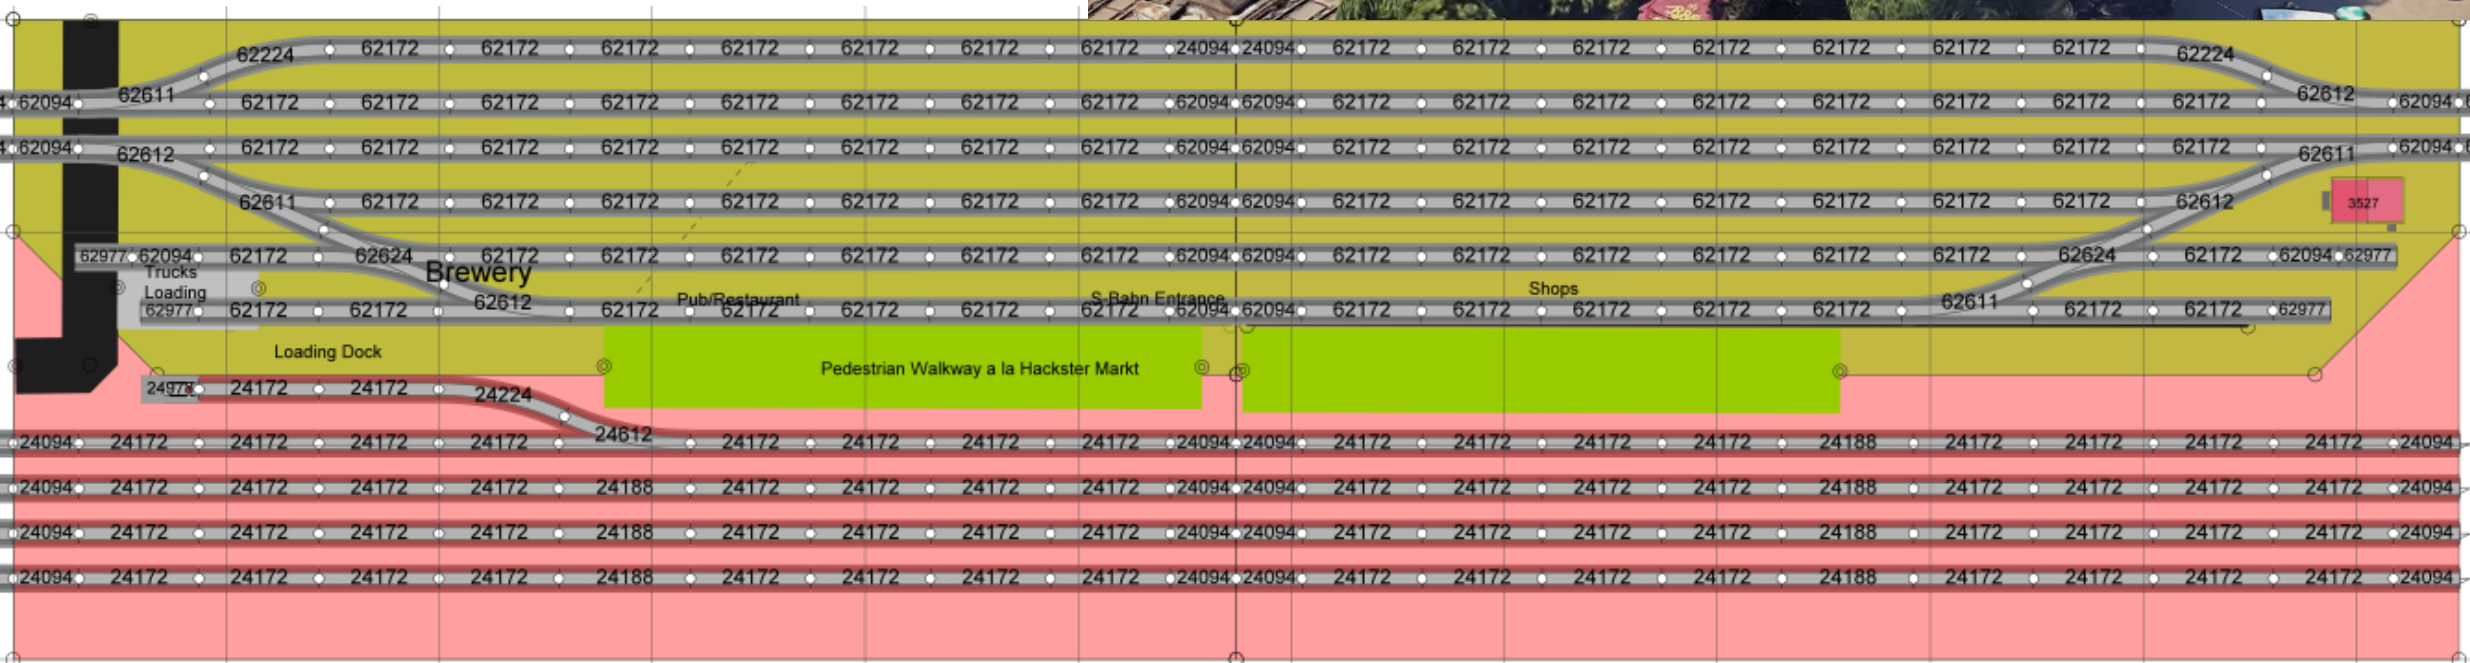 62224 62172 62172 62172 62172 62172 62172 62172 24094 24094 62172 62172 62172 62172 62172 62172 62172 62224
62094 62611 62172 62172 62172 62172 62172 62172 62172 62172 62094 62094 62172 62172 62172 62172 62172 62172 62172 62172 62612 62094
62094 62612 62172 62172 62172 62172 62172 62172 62172 62172 62094 62094 62172 62172 62172 62172 62172 62172 62172 62172 62611 62094
62611 62172 62172 62172 62172 62172 62172 62172 62094 62094 62172 62172 62172 62172 62172 62172 62172 62612 3527
62977 62094 62172 62624 62172 62172 62172 62172 62172 62172 62094 62094 62172 62172 62172 62172 62172 62172 62624 62172 62094 62977
Trucks
Loading
Brewery
Pub/Restaurant
S-Bahn Entrance
Shops
62977 62172 62172 62612 62172 62172 62172 62172 62172 62094 62094 62172 62172 62172 62172 62172 62611 62172 62172 62977
Loading Dock
Pedestrian Walkway a la Hackster Markt
24172 24172 24224
24094 24172 24172 24172 24172 24612 24172 24172 24172 24172 24094 24094 24172 24172 24172 24172 24188 24172 24172 24172 24172 24094
24094 24172 24172 24172 24172 24188 24172 24172 24172 24172 24094 24094 24172 24172 24172 24172 24188 24172 24172 24172 24172 24094
24094 24172 24172 24172 24172 24188 24172 24172 24172 24172 24094 24094 24172 24172 24172 24172 24188 24172 24172 24172 24172 24094
24094 24172 24172 24172 24172 24188 24172 24172 24172 24172 24094 24094 24172 24172 24172 24172 24188 24172 24172 24172 24172 24094